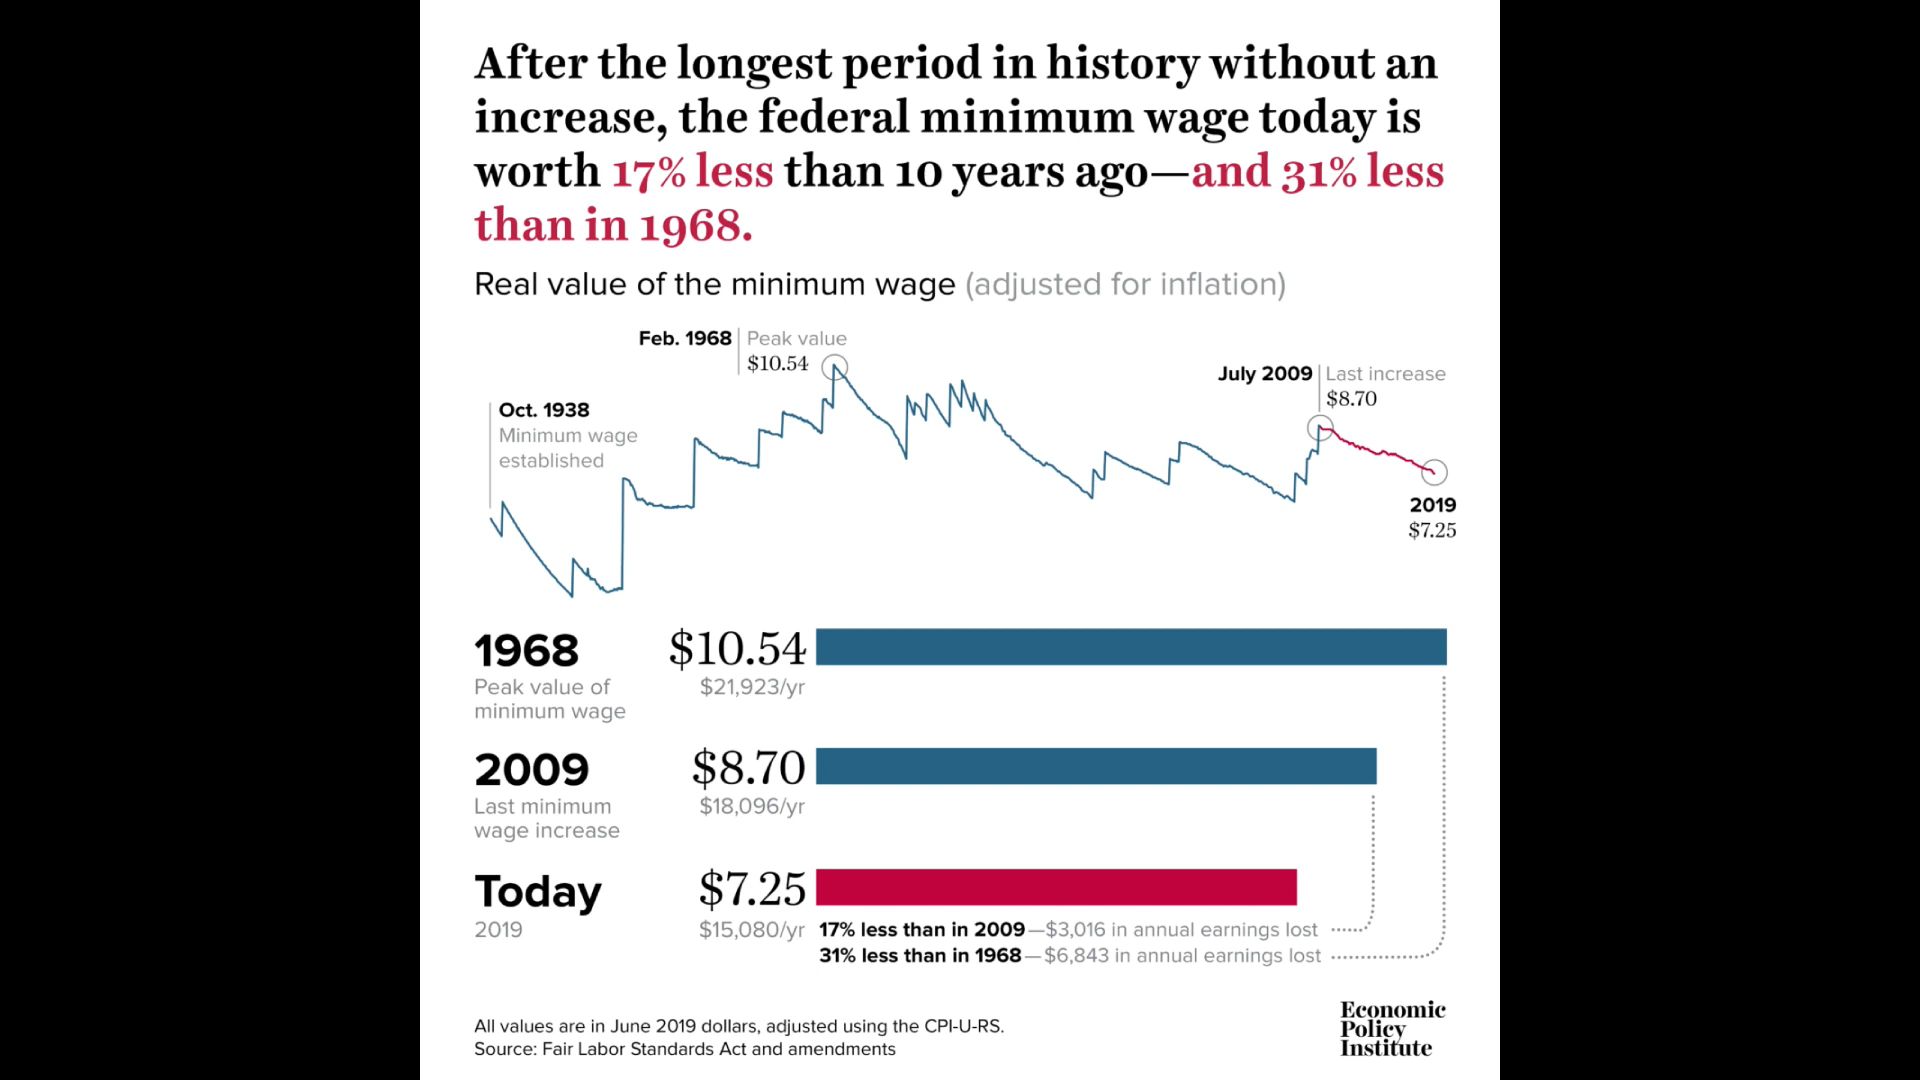 After the longest period in history without an
increase, the federal minimum wage today is
worth 17% less than 10 years ago—and 31% less
than in 1968.
Real value of the minimum wage (adjusted for inflation)
Feb. 1968 Peak value
$10.54
July 2009 Last increase
$8.70
Oct. 1938
Minimum wage
established
2019
$7.25
1968 $10.54
Peak value of $21,923/yr
minimum wage
2009 $8.70
Last minimum $18,096/yr
wage increase
Today $7.25
2019 $15,080/yr 17% less than in 2009—$3,016 in annual earnings lost
31% less than in 1968—$6,843 in annual earnings lost
All values are in June 2019 dollars, adjusted using the CPI-U-RS.
Source: Fair Labor Standards Act and amendments
Economic
Policy
Institute